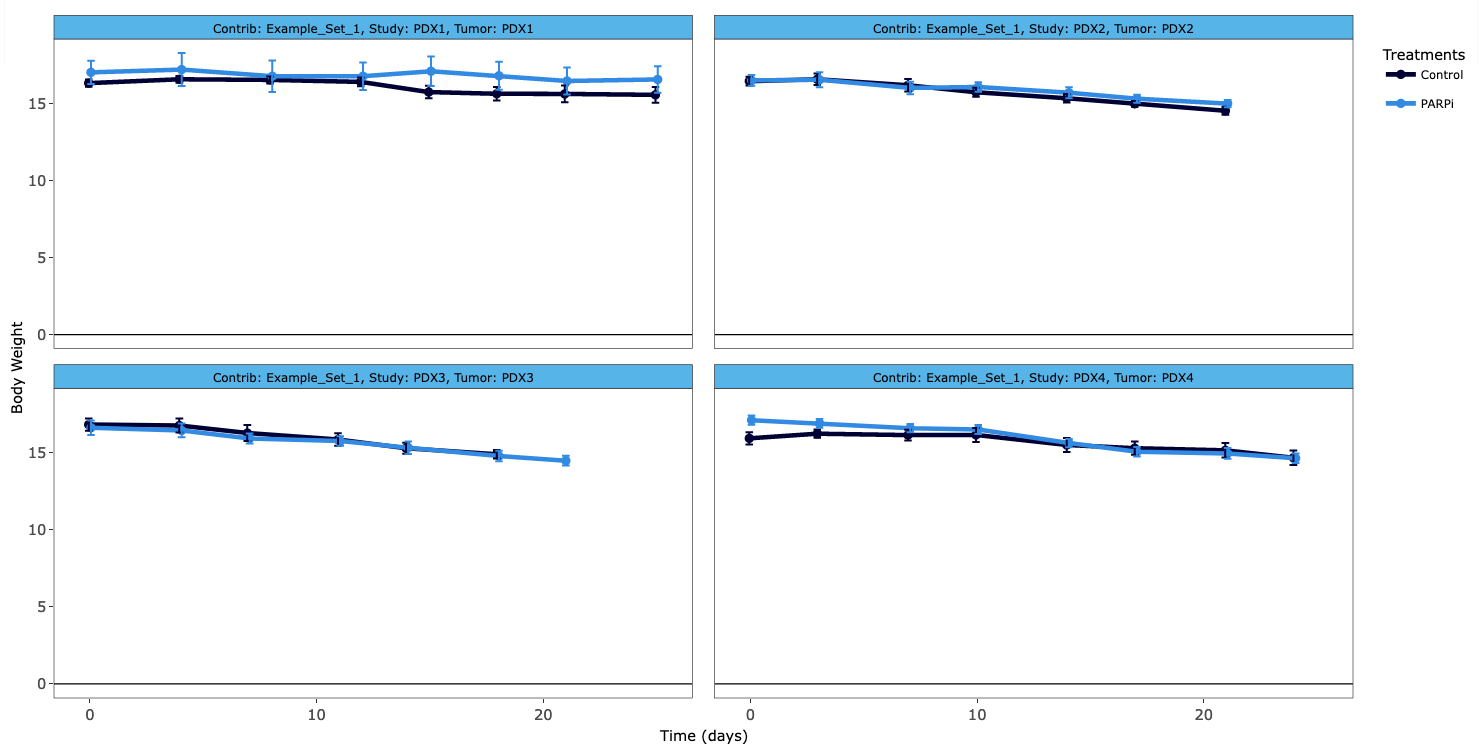 Contrib: Example_Set_1, Study: PDX1, Tumor: PDX1
Contrib: Example_Set_1, Study: PDX2, Tumor: PDX2
Treatments
Control
PARPi
15
10
5
0
Body Weight
Contrib: Example_Set_1, Study: PDX3, Tumor: PDX3
Contrib: Example_Set_1, Study: PDX4, Tumor: PDX4
15
10
5
0
0 10 20
0 10 20
Time (days)